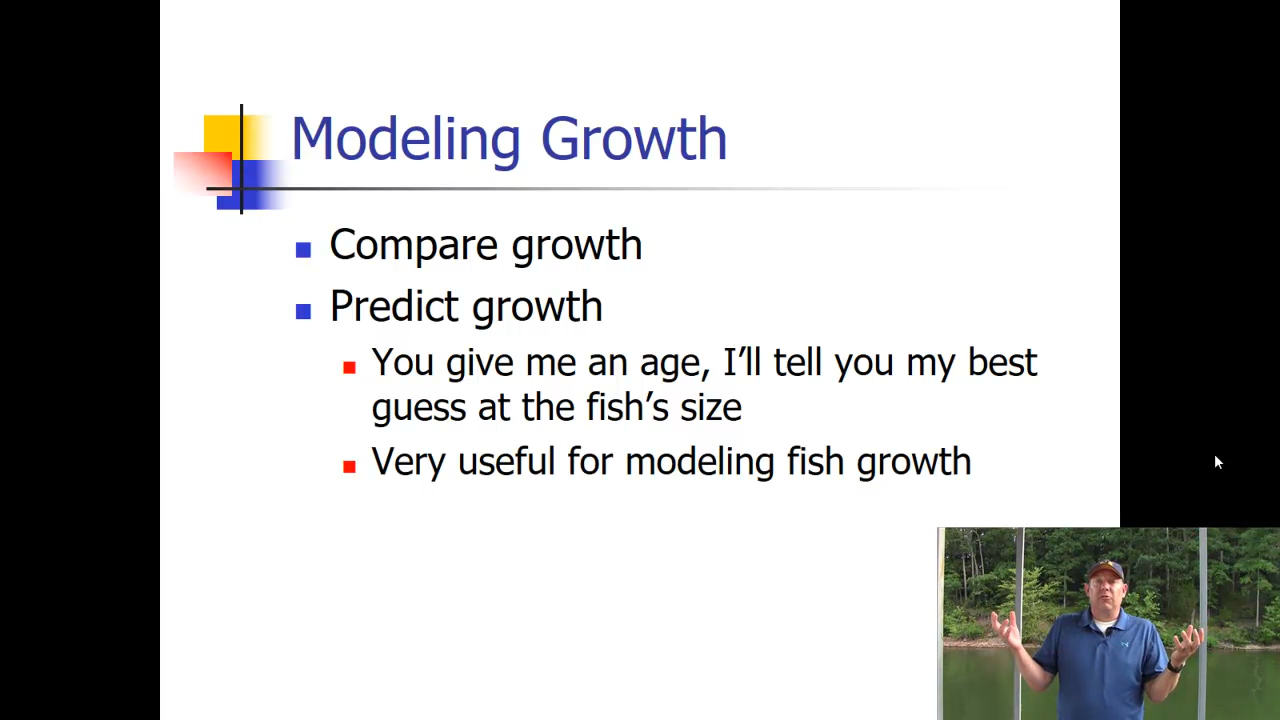 Modeling Growth
Compare growth
Predict growth
You give me an age, I’ll tell you my best
guess at the fish’s size
Very useful for modeling fish growth